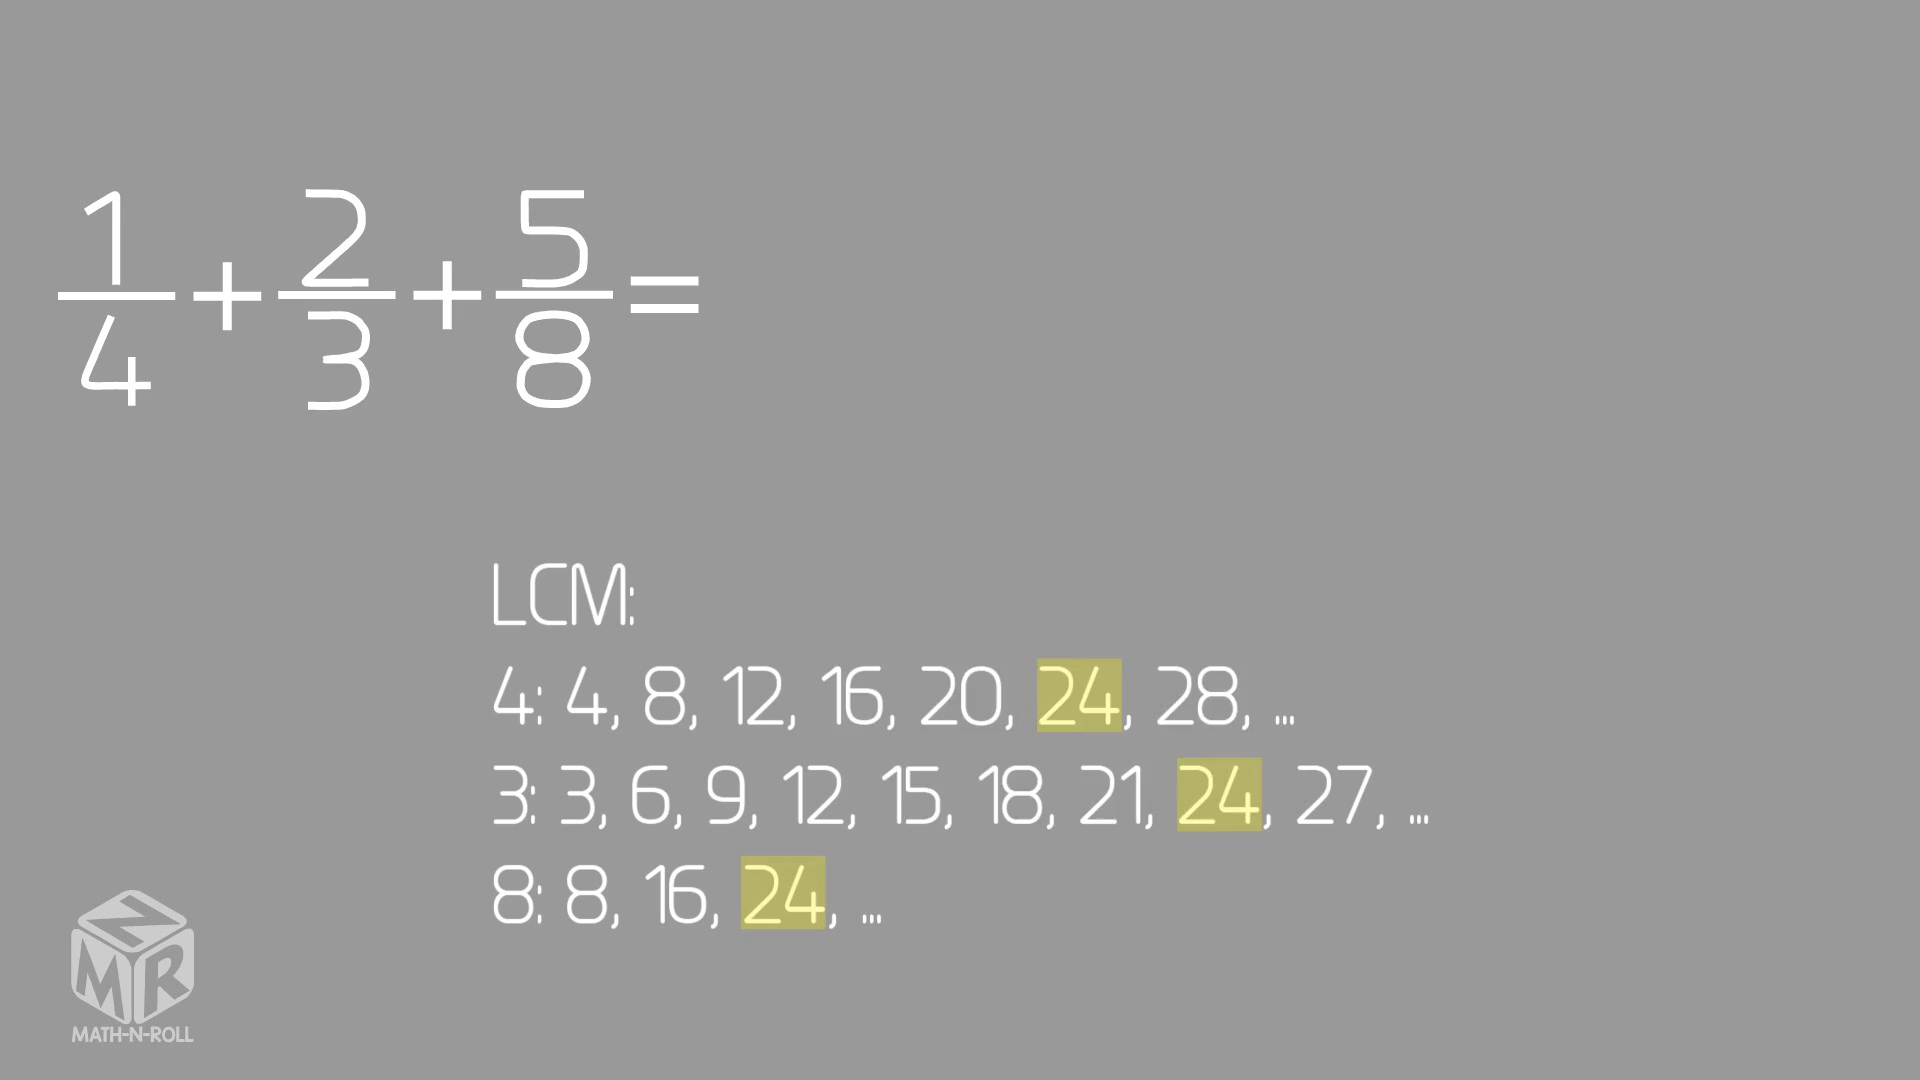 1/4 + 2/3 + 5/8 =
LCM:
4: 4, 8, 12, 16, 20, 24, 28, ...
3: 3, 6, 9, 12, 15, 18, 21, 24, 27, ...
8: 8, 16, 24, ...
MNR
MATH-N-ROLL